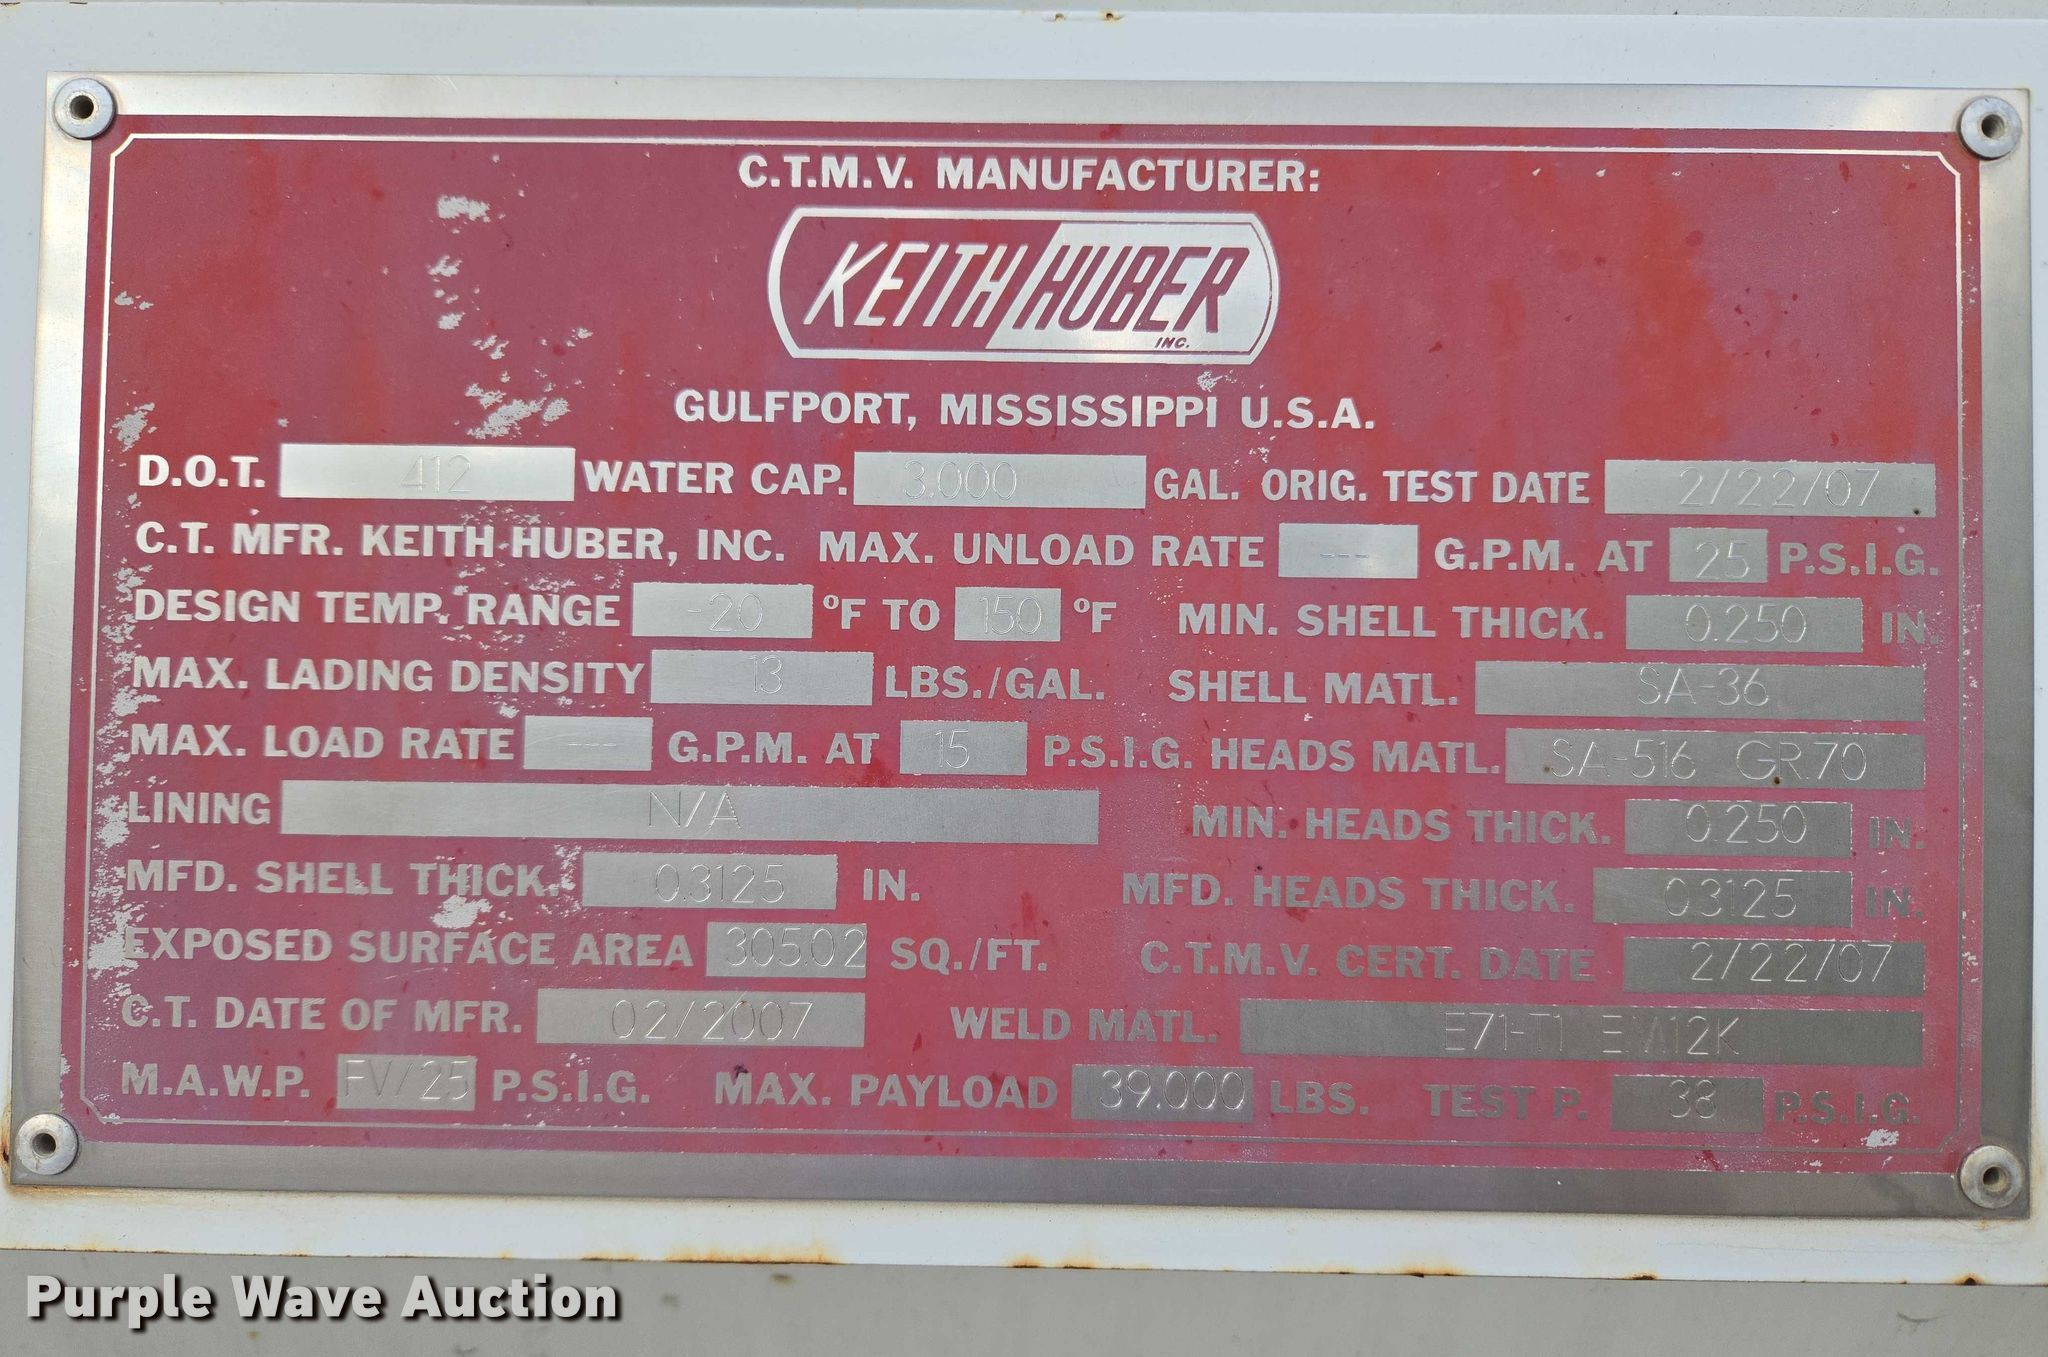 C.T.M.V. MANUFACTURER:
KEITH HUBER INC.
GULFPORT, MISSISSIPPI U.S.A.
D.O.T. 412 WATER CAP. 3,000 GAL. ORIG. TEST DATE 2/22/07
C.T. MFR. KEITH HUBER, INC. MAX. UNLOAD RATE --- G.P.M. AT 25 P.S.I.G.
DESIGN TEMP. RANGE -20 °F TO 150 °F MIN. SHELL THICK. 0.250 IN.
MAX. LADING DENSITY 13 LBS./GAL. SHELL MATL. SA-36
MAX. LOAD RATE --- G.P.M. AT 15 P.S.I.G. HEADS MATL. SA-516 GR.70
LINING N/A MIN. HEADS THICK. 0.250 IN.
MFD. SHELL THICK. 0.3125 IN. MFD. HEADS THICK. 0.3125 IN.
EXPOSED SURFACE AREA 305.02 SQ./FT. C.T.M.V. CERT. DATE 2/22/07
C.T. DATE OF MFR. 02/2007 WELD MATL. E71-T1 EM12K
M.A.W.P. FV/25 P.S.I.G. MAX. PAYLOAD 39,000 LBS. TEST P. 38 P.S.I.G.
Purple Wave Auction